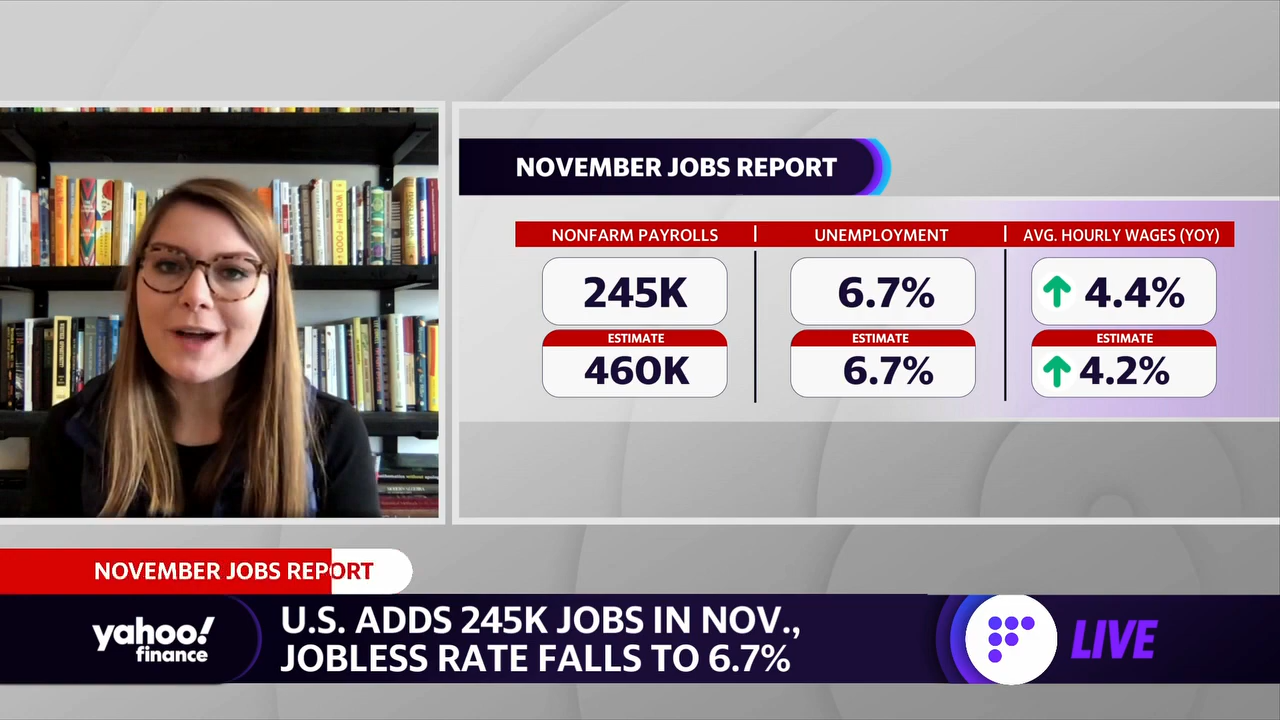 NOVEMBER JOBS REPORT
NONFARM PAYROLLS | UNEMPLOYMENT | AVG. HOURLY WAGES (YOY)
245K 6.7% 4.4%
ESTIMATE ESTIMATE ESTIMATE
460K 6.7% 4.2%
WOMEN FOOD
NOVEMBER JOBS REPORT
yahoo!
finance
U.S. ADDS 245K JOBS IN NOV.,
JOBLESS RATE FALLS TO 6.7%
LIVE